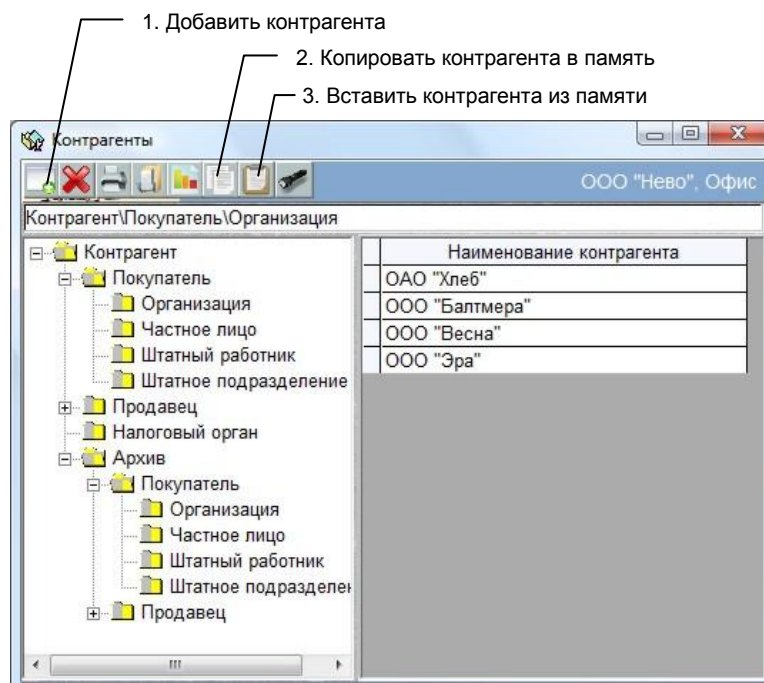 1. Добавить контрагента
2. Копировать контрагента в память
3. Вставить контрагента из памяти
Контрагенты
ООО "Нево", Офис
Контрагент\Покупатель\Организация
Контрагент
Покупатель
Организация
Частное лицо
Штатный работник
Штатное подразделение
Продавец
Налоговый орган
Архив
Покупатель
Организация
Частное лицо
Штатный работник
Штатное подразделен
Продавец
Наименование контрагента
ОАО "Хлеб"
ООО "Балтмера"
ООО "Весна"
ООО "Эра"